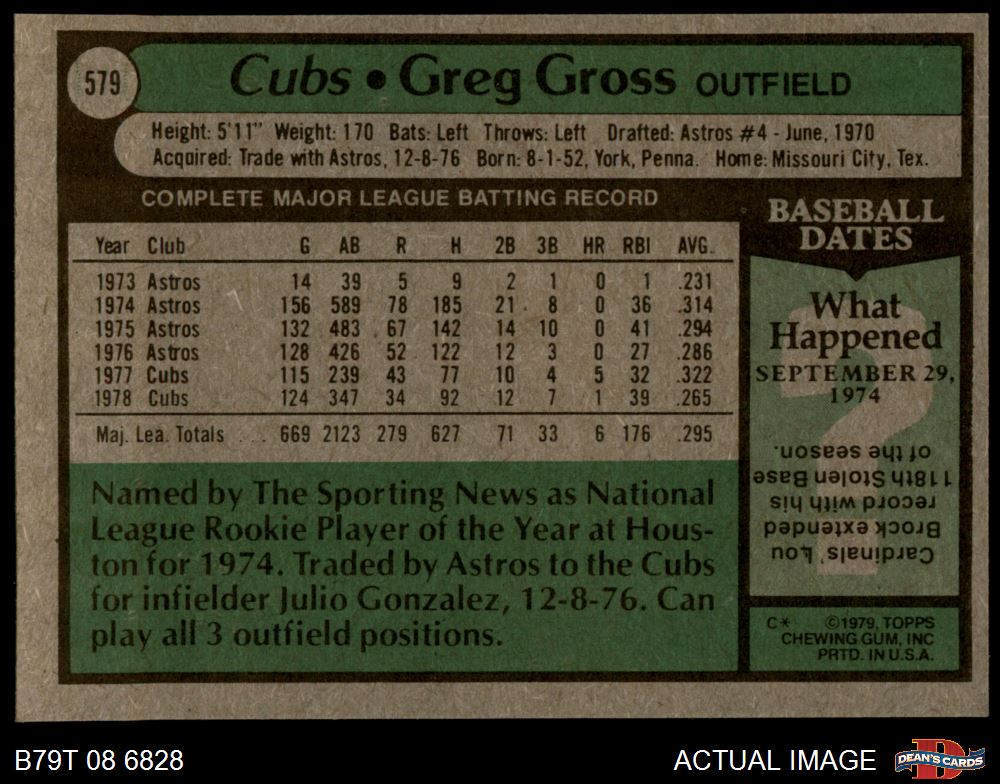 579
Cubs • Greg Gross OUTFIELD
Height: 5'11" Weight: 170 Bats: Left Throws: Left Drafted: Astros #4 - June, 1970
Acquired: Trade with Astros, 12-8-76 Born: 8-1-52, York, Penna. Home: Missouri City, Tex.
COMPLETE MAJOR LEAGUE BATTING RECORD
Year Club G AB R H 2B 3B HR RBI AVG.
1973 Astros 14 39 5 9 2 1 0 1 .231
1974 Astros 156 589 78 185 21 8 0 36 .314
1975 Astros 132 483 67 142 14 10 0 41 .294
1976 Astros 128 426 52 122 12 3 0 27 .286
1977 Cubs 115 239 43 77 10 4 5 32 .322
1978 Cubs 124 347 34 92 12 7 1 39 .265
Maj. Lea. Totals ... 669 2123 279 627 71 33 6 176 .295
Named by The Sporting News as National
League Rookie Player of the Year at Hous-
ton for 1974. Traded by Astros to the Cubs
for infielder Julio Gonzalez, 12-8-76. Can
play all 3 outfield positions.
BASEBALL
DATES
What
Happened
SEPTEMBER 29,
1974
?
Cardinals' Lou
Brock extended
record with his
118th Stolen Base
of the season.
C* ©1979, TOPPS
CHEWING GUM, INC
PRTD. IN U.S.A.
B79T 08 6828
ACTUAL IMAGE
D
DEAN'S CARDS